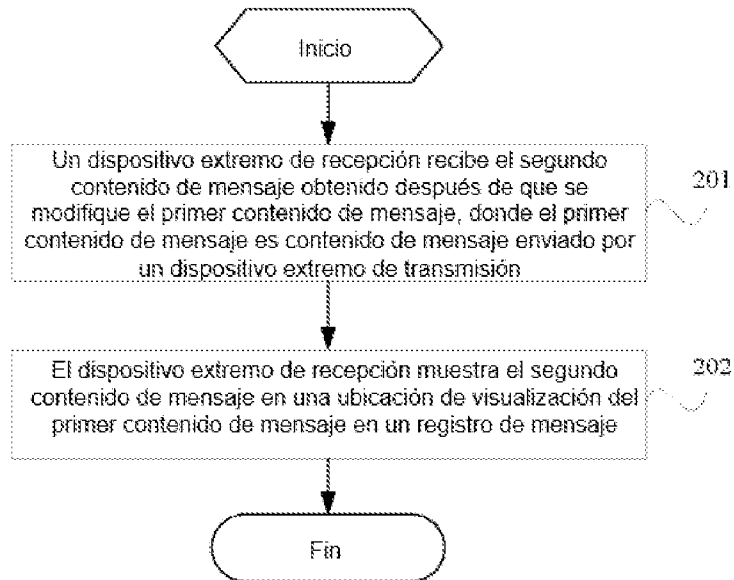 Inicio
Un dispositivo extremo de recepción recibe el segundo
contenido de mensaje obtenido después de que se
modifique el primer contenido de mensaje, donde el primer
contenido de mensaje es contenido de mensaje enviado por
un dispositivo extremo de transmisión
201
El dispositivo extremo de recepción muestra el segundo
contenido de mensaje en una ubicación de visualización del
primer contenido de mensaje en un registro de mensaje
202
Fin